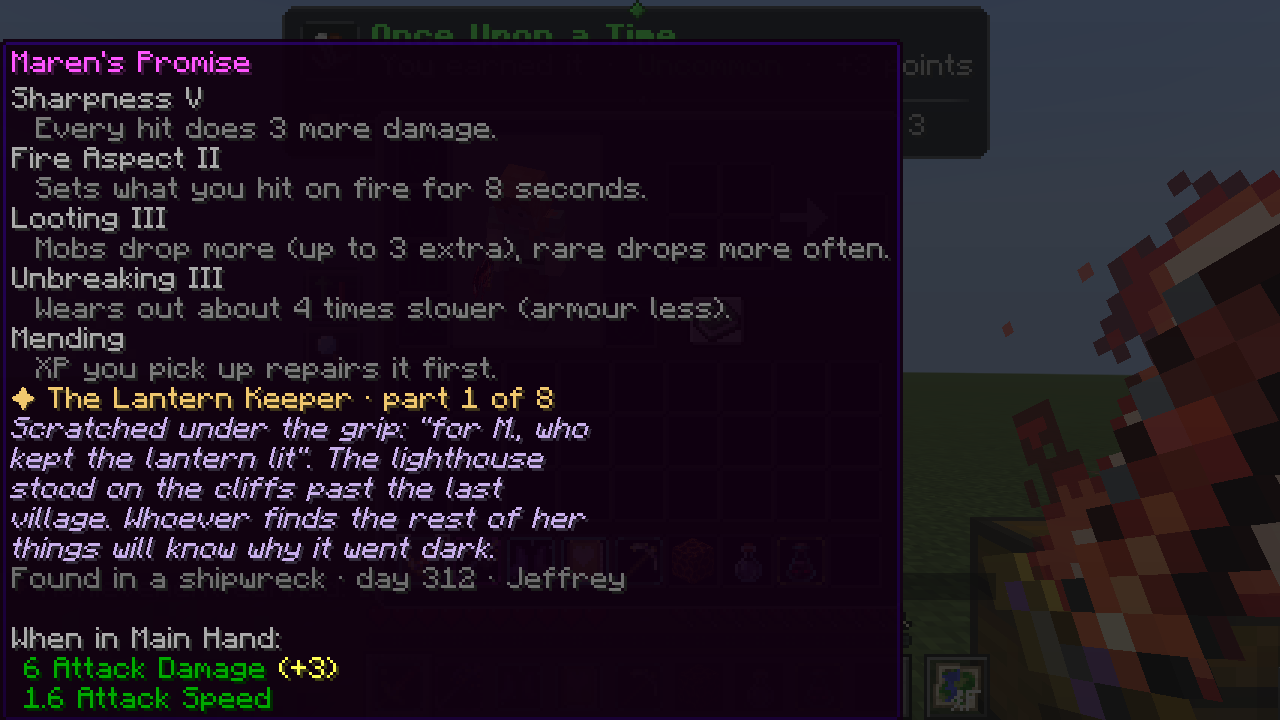 Once Upon a Time
points
3
Maren's Promise
Sharpness V
Every hit does 3 more damage.
Fire Aspect II
Sets what you hit on fire for 8 seconds.
Looting III
Mobs drop more (up to 3 extra), rare drops more often.
Unbreaking III
Wears out about 4 times slower (armour less).
Mending
XP you pick up repairs it first.
✦ The Lantern Keeper · part 1 of 8
Scratched under the grip: "for M., who
kept the lantern lit". The lighthouse
stood on the cliffs past the last
village. Whoever finds the rest of her
things will know why it went dark.
Found in a shipwreck · day 312 · Jeffrey
When in Main Hand:
6 Attack Damage (+3)
1.6 Attack Speed